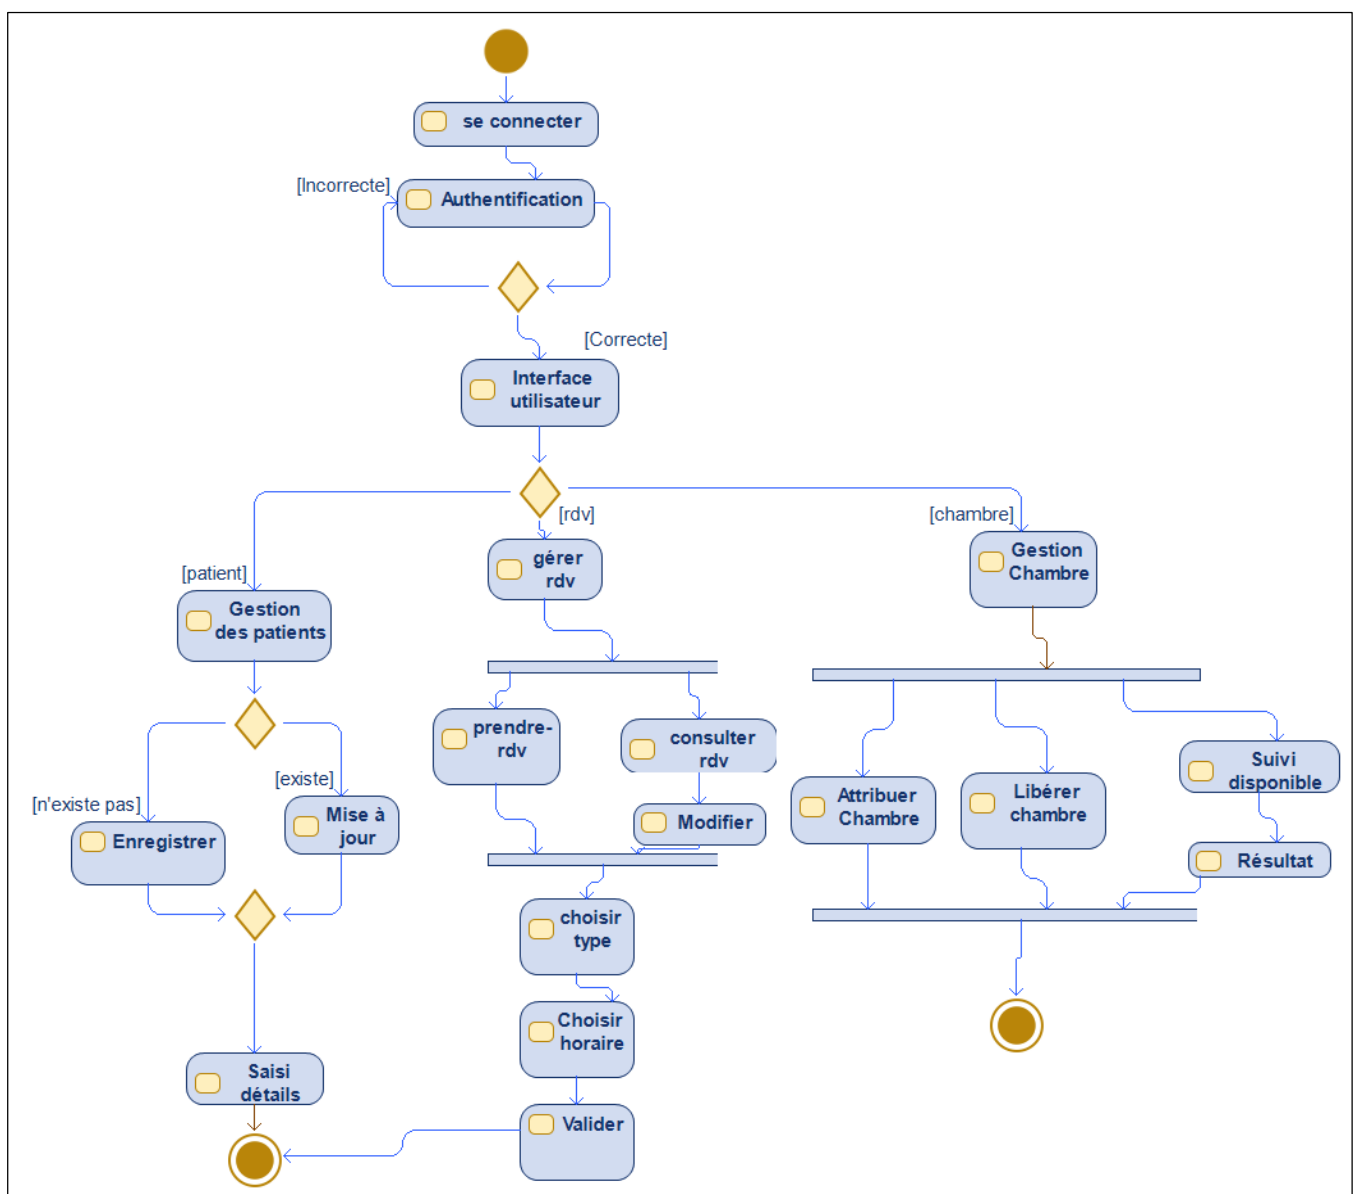 se connecter
[Incorrecte]
Authentification
[Correcte]
Interface
utilisateur
[rdv]
[chambre]
gérer
rdv
Gestion
Chambre
[patient]
Gestion
des patients
prendre-
rdv
consulter
rdv
Suivi
disponible
[existe]
[n'existe pas]
Mise à
jour
Enregistrer
Modifier
Attribuer
Chambre
Libérer
chambre
Résultat
choisir
type
Choisir
horaire
Saisi
détails
Valider